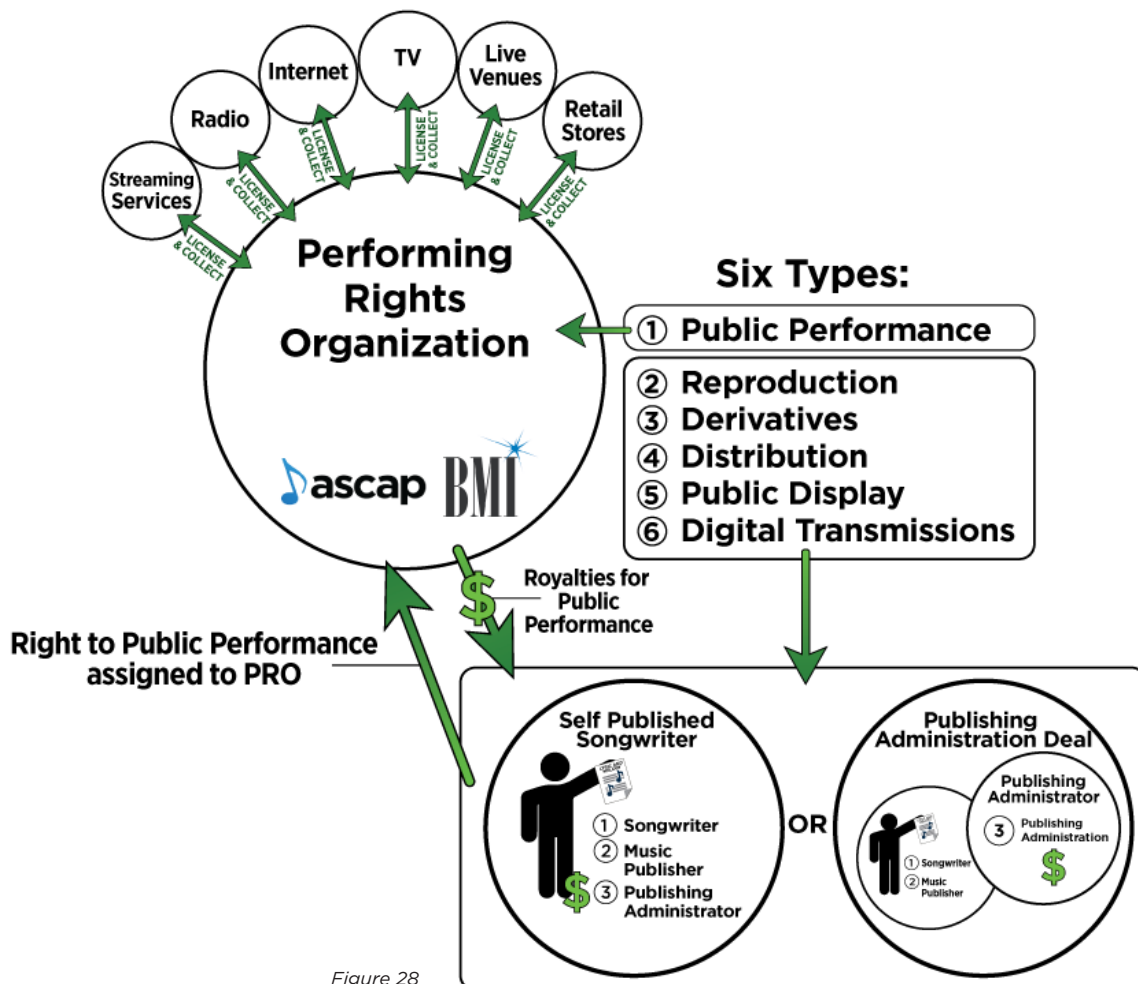 Streaming
Services
LICENSE
& COLLECT
Radio
LICENSE
& COLLECT
Internet
LICENSE
& COLLECT
TV
LICENSE
& COLLECT
Live
Venues
LICENSE
& COLLECT
Retail
Stores
LICENSE
& COLLECT
Performing
Rights
Organization
ascap
BMI
Six Types:
1 Public Performance
2 Reproduction
3 Derivatives
4 Distribution
5 Public Display
6 Digital Transmissions
$
Royalties for
Public
Performance
Right to Public Performance
assigned to PRO
Self Published
Songwriter
1 Songwriter
2 Music
Publisher
$
3 Publishing
Administrator
OR
Publishing
Administration Deal
1 Songwriter
2 Music
Publisher
Publishing
Administrator
3 Publishing
Administration
$
Figure 28